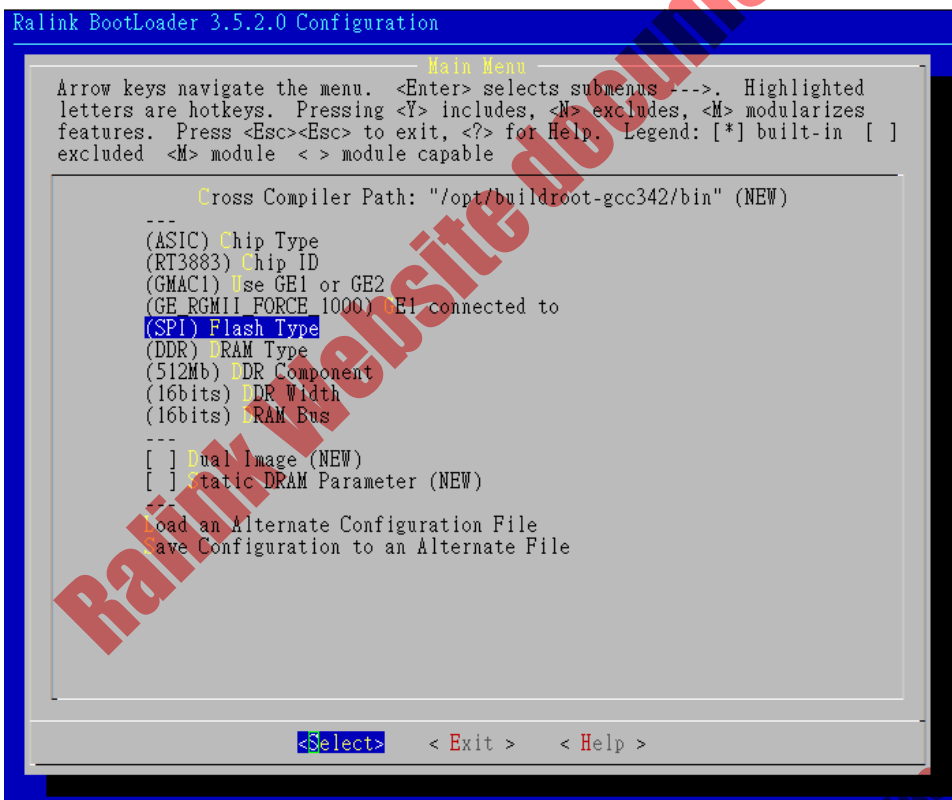 Ralink BootLoader 3.5.2.0 Configuration
Main Menu
Arrow keys navigate the menu. <Enter> selects submenus --->. Highlighted
letters are hotkeys. Pressing <Y> includes, <N> excludes, <M> modularizes
features. Press <Esc><Esc> to exit, <?> for Help. Legend: [*] built-in [ ]
excluded <M> module < > module capable
Cross Compiler Path: "/opt/buildroot-gcc342/bin" (NEW)
---
(ASIC) Chip Type
(RT3883) Chip ID
(GMAC1) Use GE1 or GE2
(GE_RGMII_FORCE_1000) GE1 connected to
(SPI) Flash Type
(DDR) DRAM Type
(512Mb) DDR Component
(16bits) DDR Width
(16bits) DRAM Bus
---
[ ] Dual Image (NEW)
[ ] Static DRAM Parameter (NEW)
---
Load an Alternate Configuration File
Save Configuration to an Alternate File
<Select> < Exit > < Help >
Ralink Website